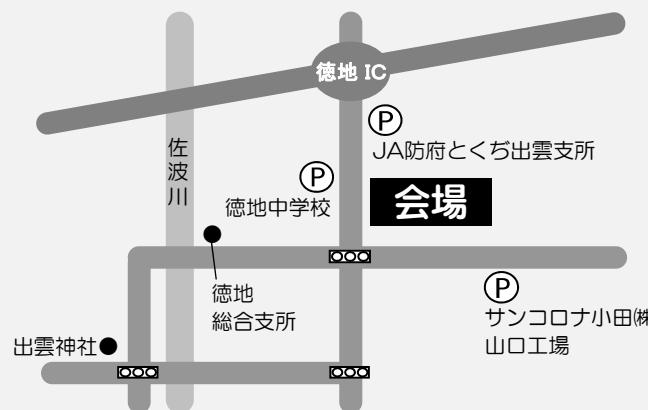 徳地 IC
Ⓟ
JA防府とくぢ出雲支所
佐波川
Ⓟ
徳地中学校
会場
徳地
総合支所
Ⓟ
サンコロナ小田㈱
山口工場
出雲神社